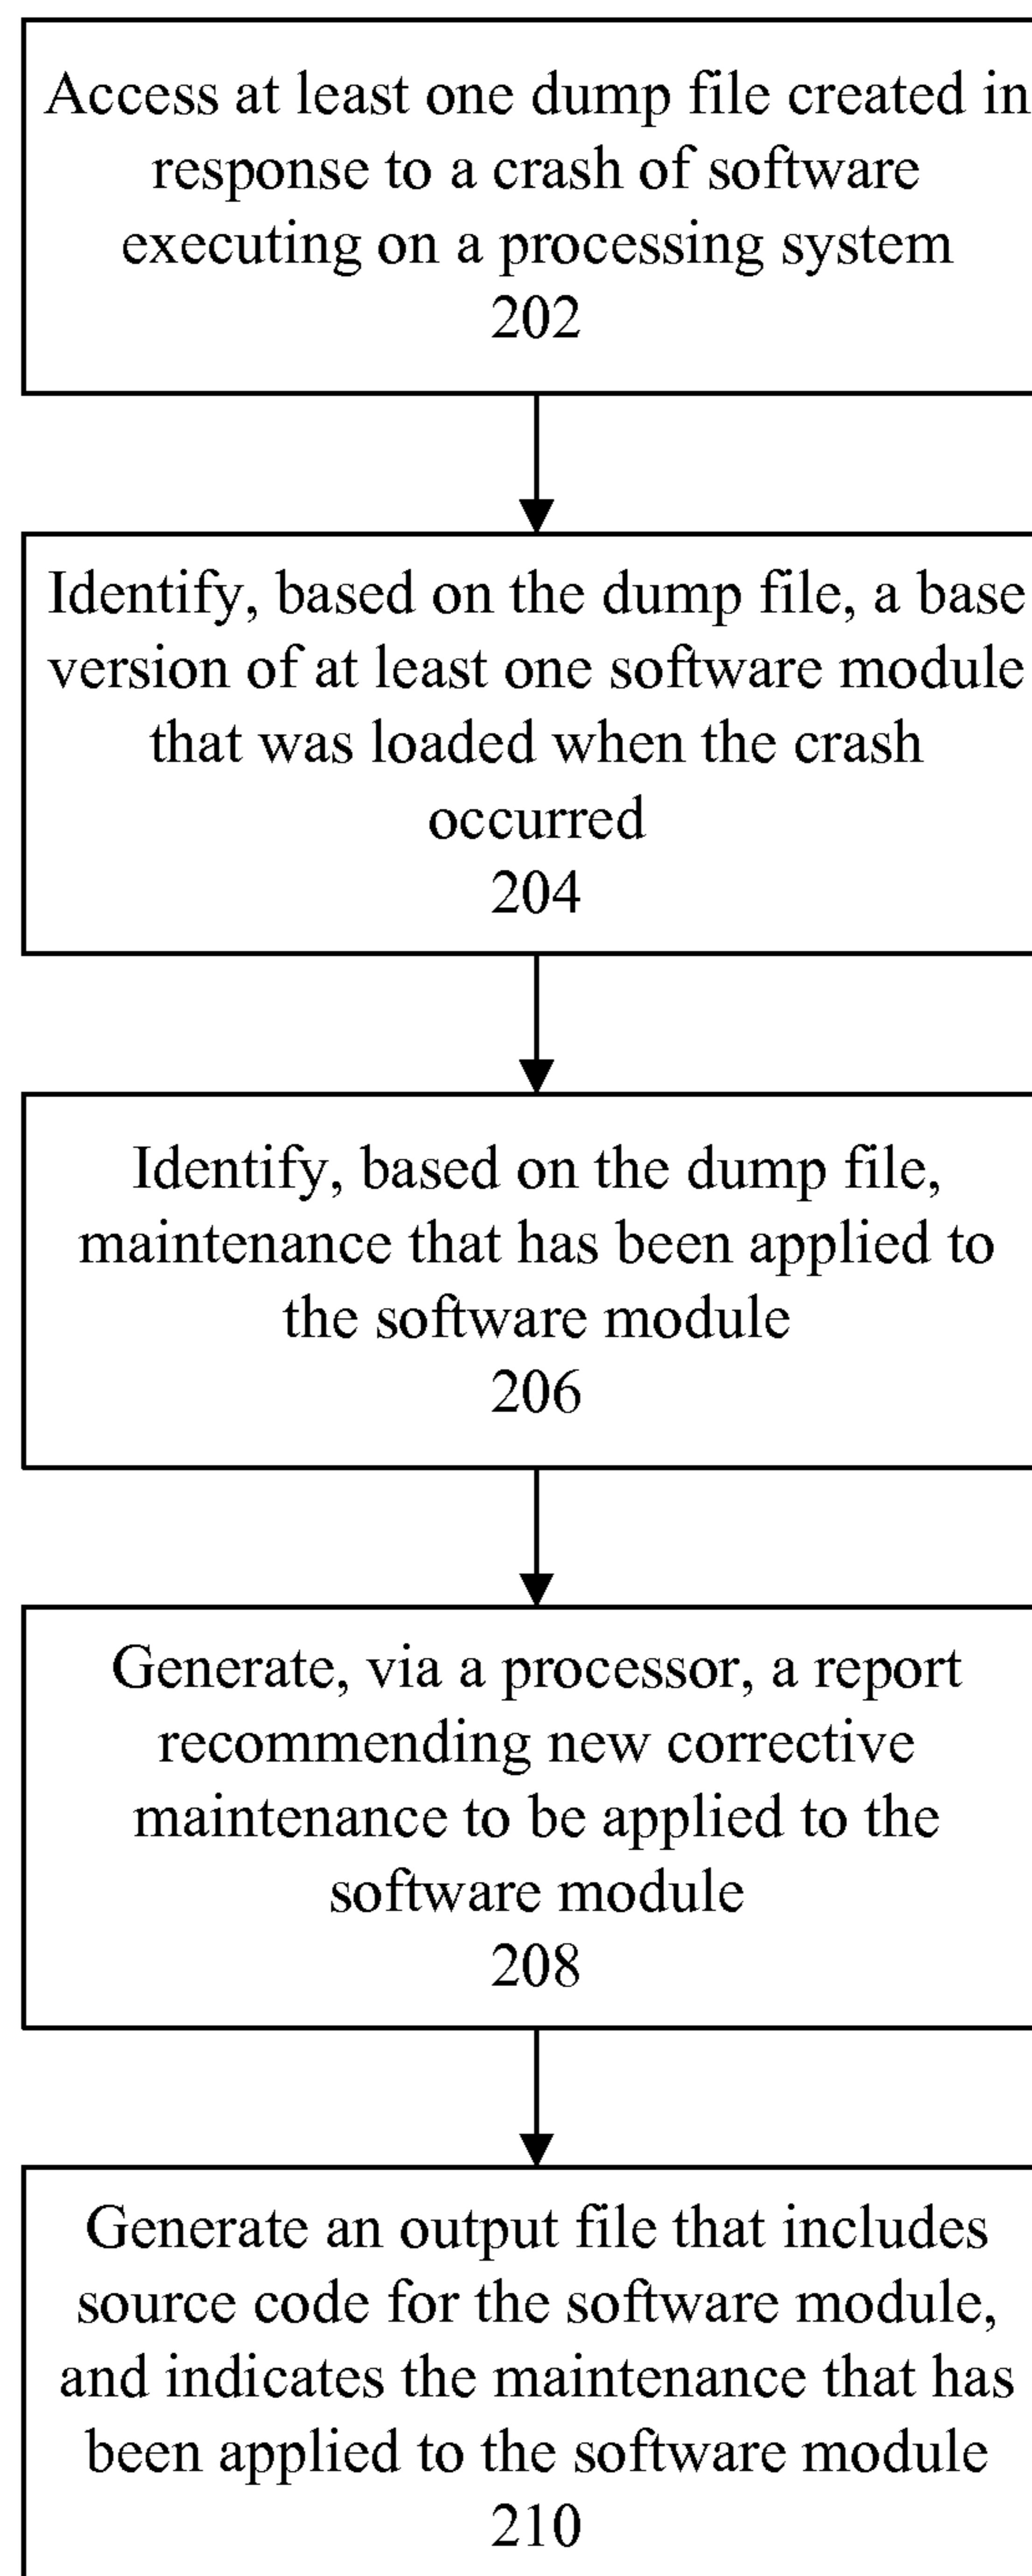 Access at least one dump file created in
response to a crash of software
executing on a processing system
202
Identify, based on the dump file, a base
version of at least one software module
that was loaded when the crash
occurred
204
Identify, based on the dump file,
maintenance that has been applied to
the software module
206
Generate, via a processor, a report
recommending new corrective
maintenance to be applied to the
software module
208
Generate an output file that includes
source code for the software module,
and indicates the maintenance that has
been applied to the software module
210